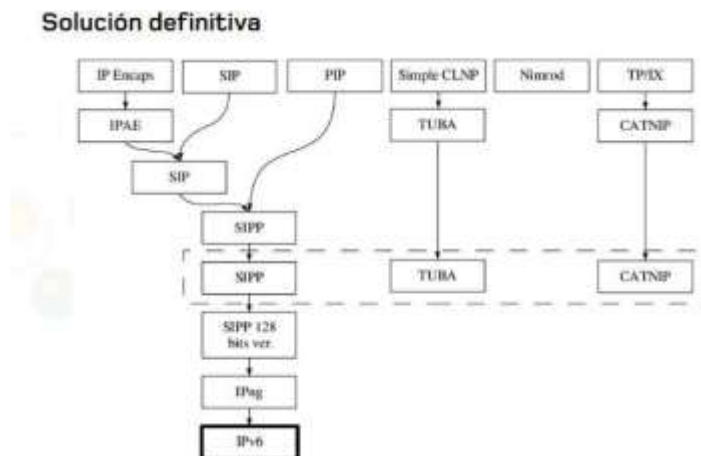 Solución definitiva
IP Encaps
SIP
PIP
Simple CLNP
Nimrod
TP/IX
IPAE
TUBA
CATNIP
SIP
SIPP
SIPP
TUBA
CATNIP
SIPP 128
bits ver.
IPng
IPv6